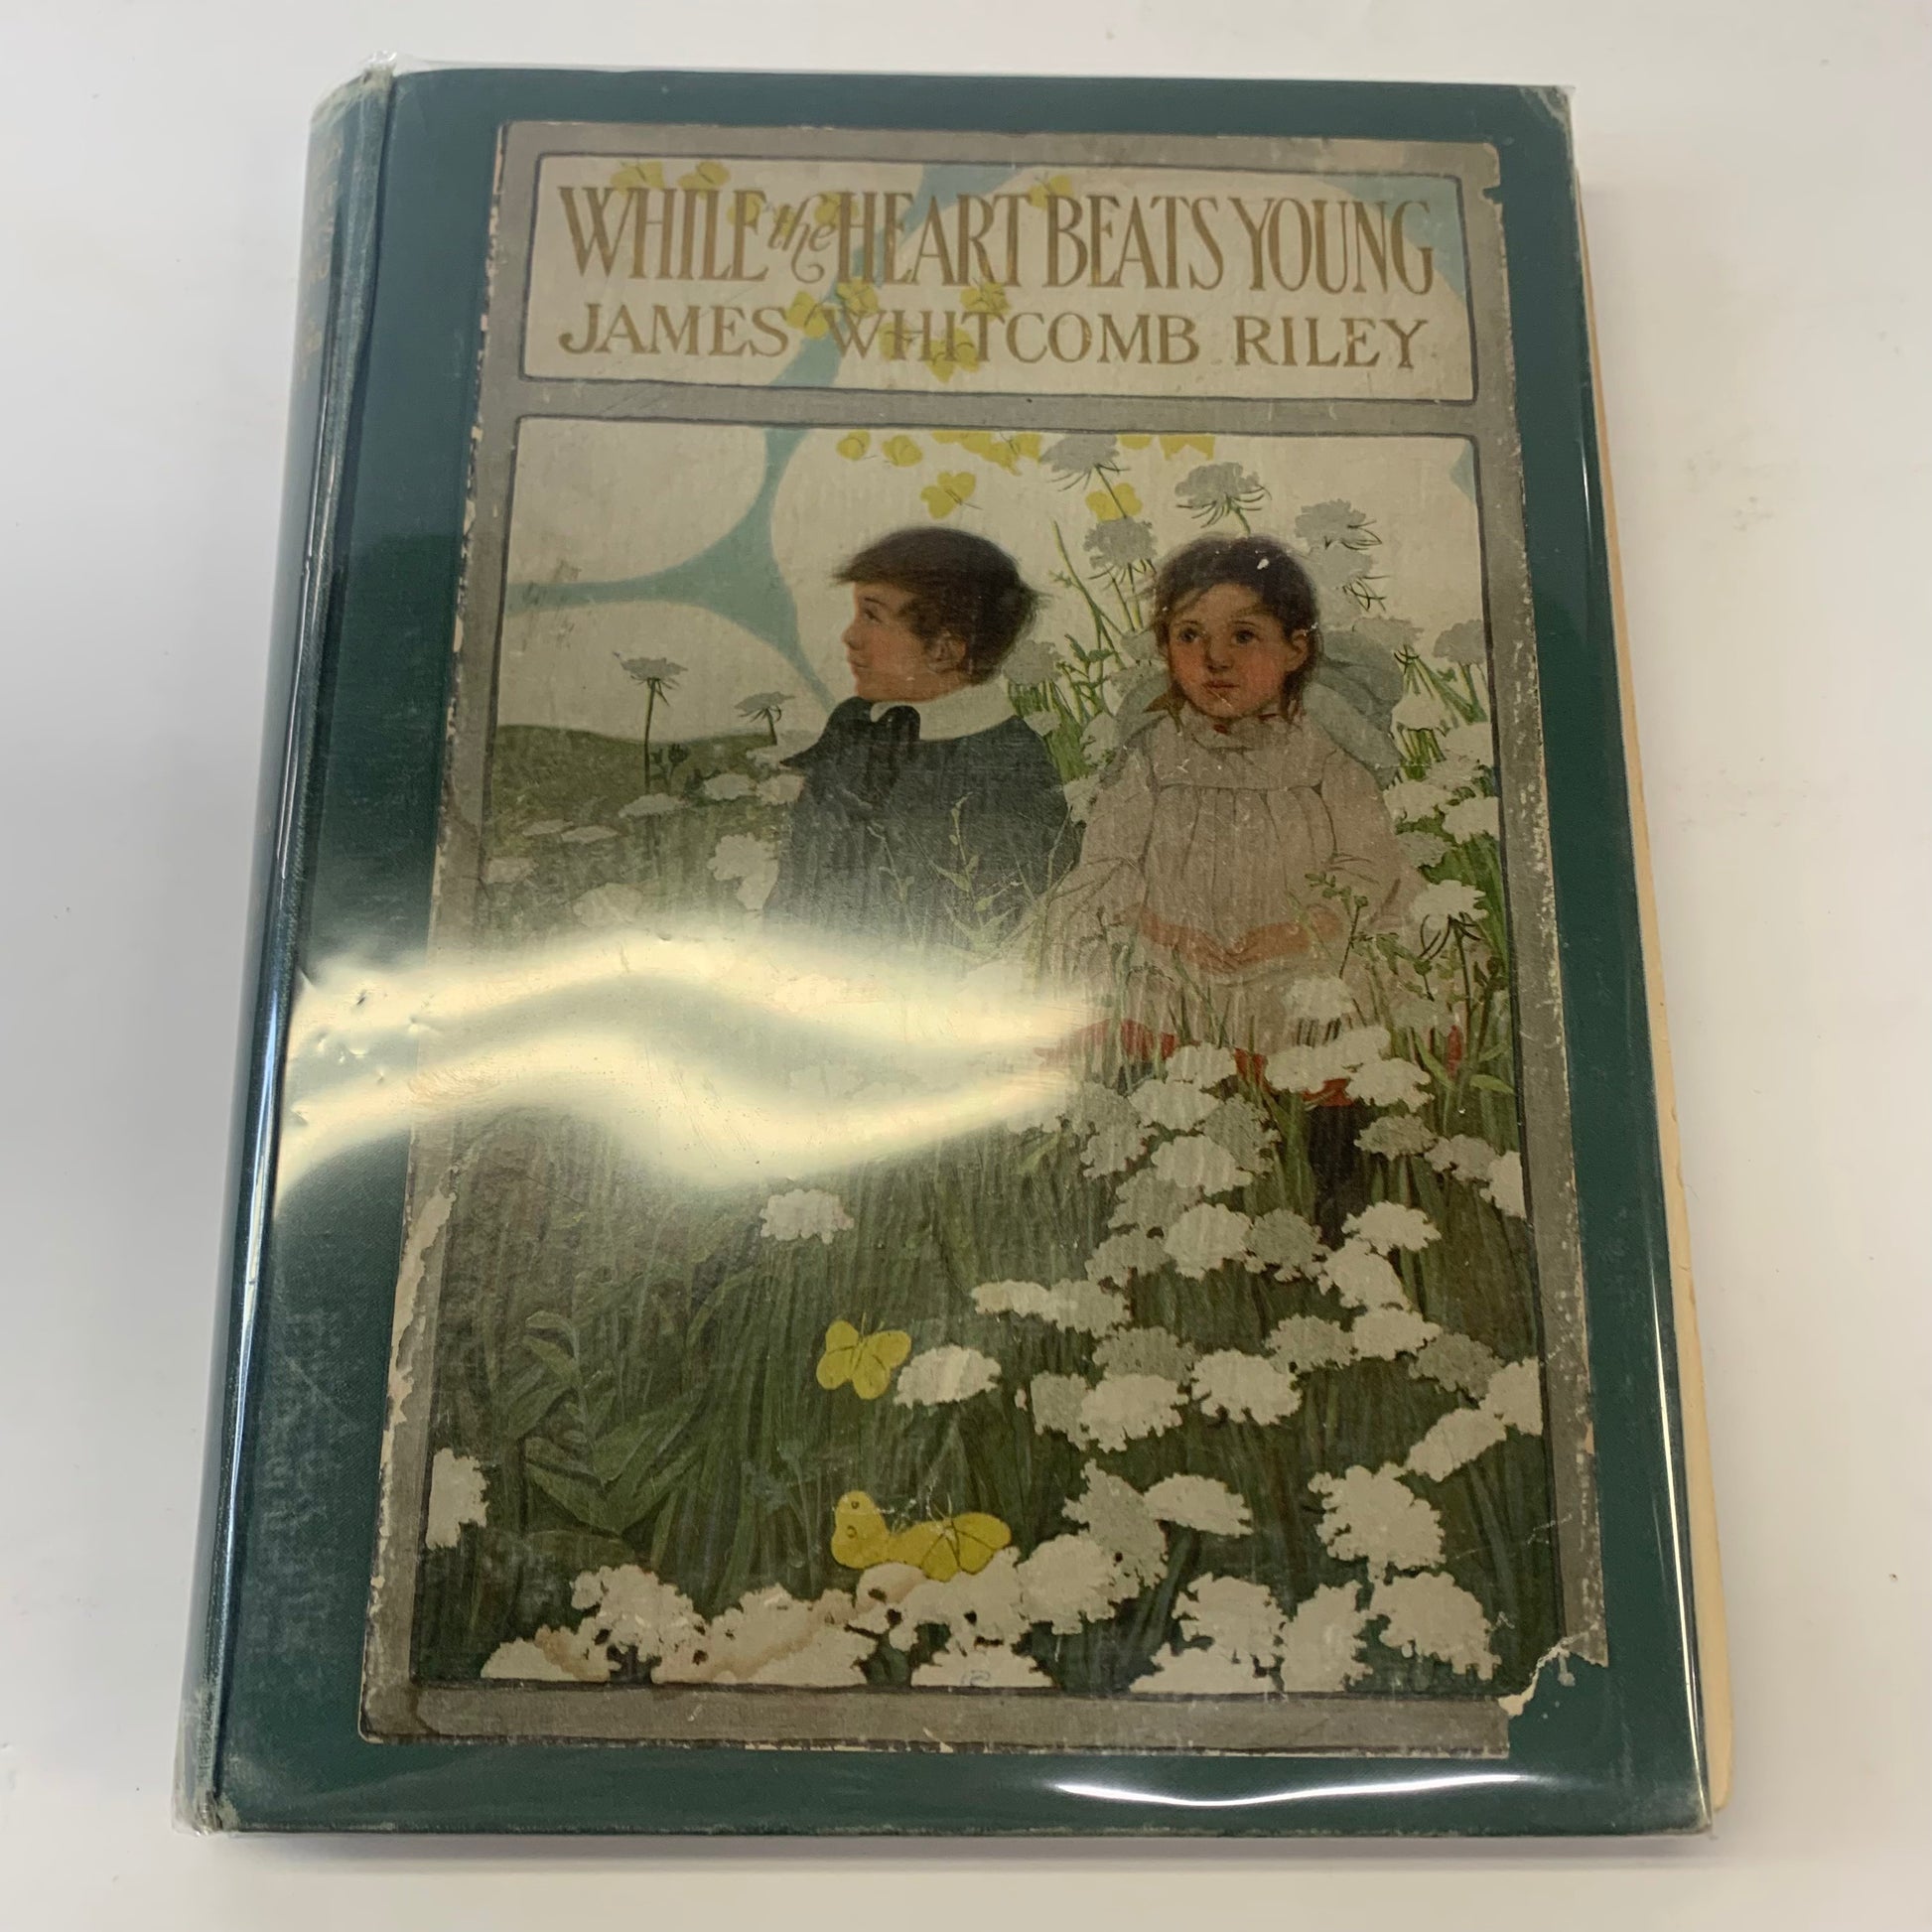 WHILE the HEART BEATS YOUNG
JAMES WHITCOMB RILEY